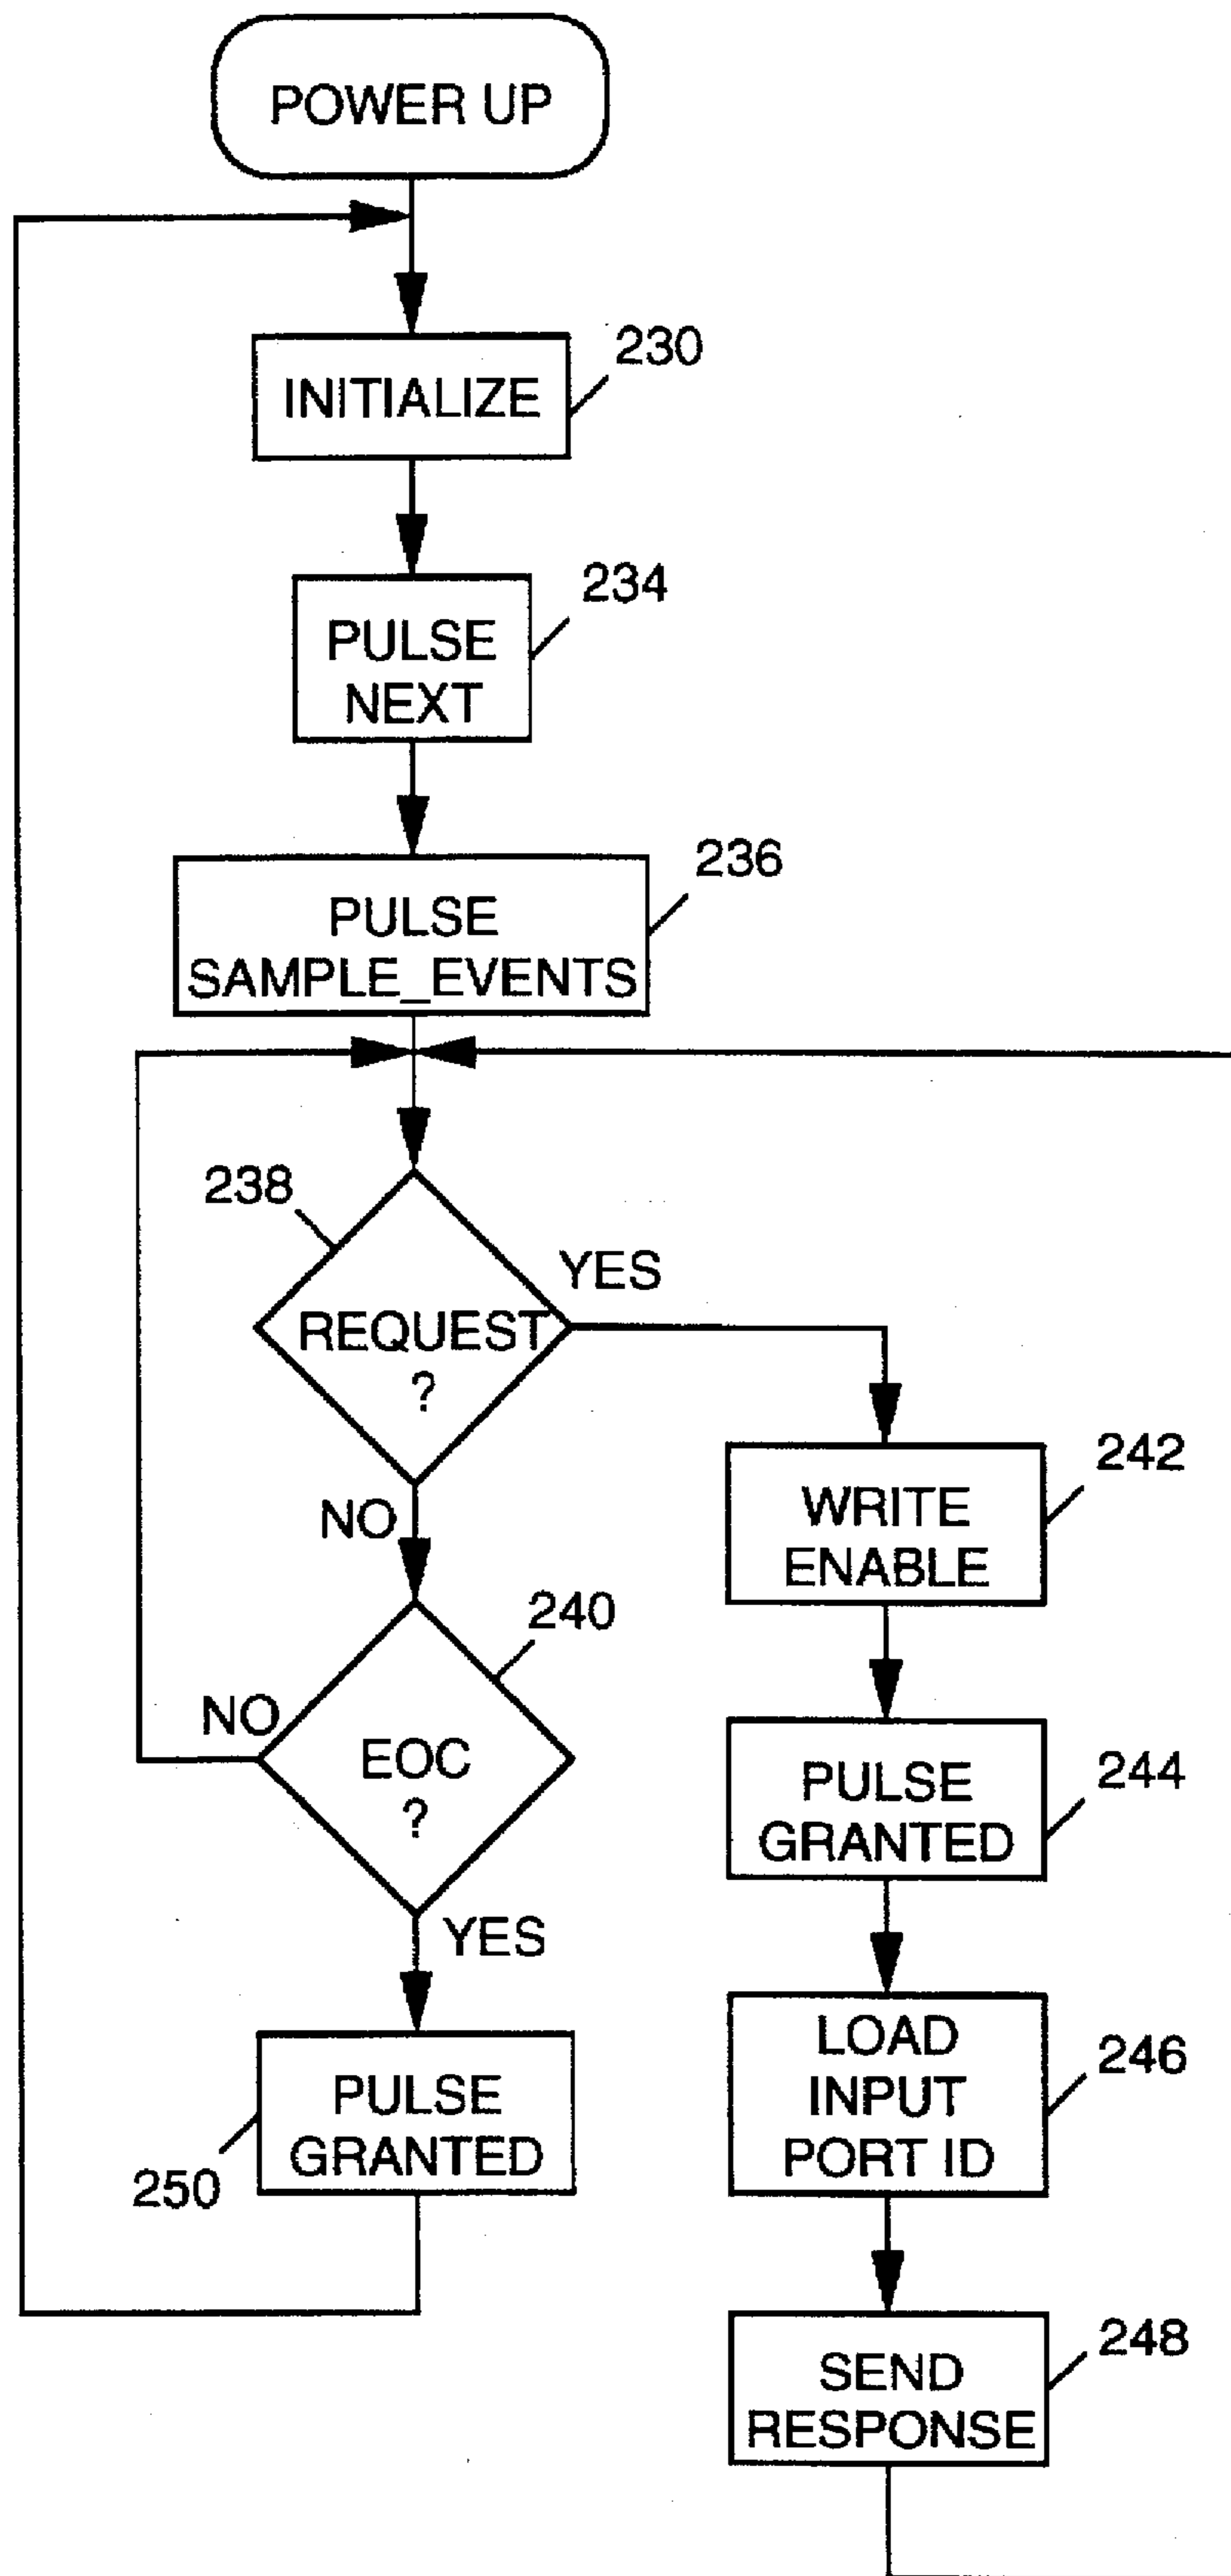 POWER UP
230
INITIALIZE
234
PULSE
NEXT
236
PULSE
SAMPLE_EVENTS
238
YES
REQUEST
?
NO
242
WRITE
ENABLE
240
NO
EOC
?
244
PULSE
GRANTED
YES
246
LOAD
INPUT
PORT ID
PULSE
GRANTED
250
248
SEND
RESPONSE